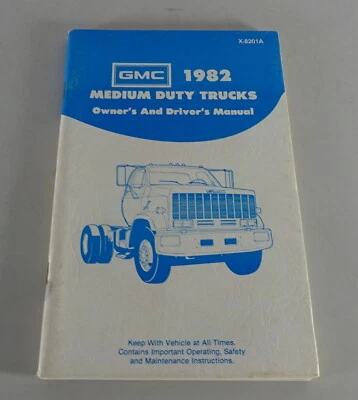 X-8201A
GMC 1982
MEDIUM DUTY TRUCKS
Owner's And Driver's Manual
Keep With Vehicle at All Times.
Contains Important Operating, Safety
and Maintenance Instructions.